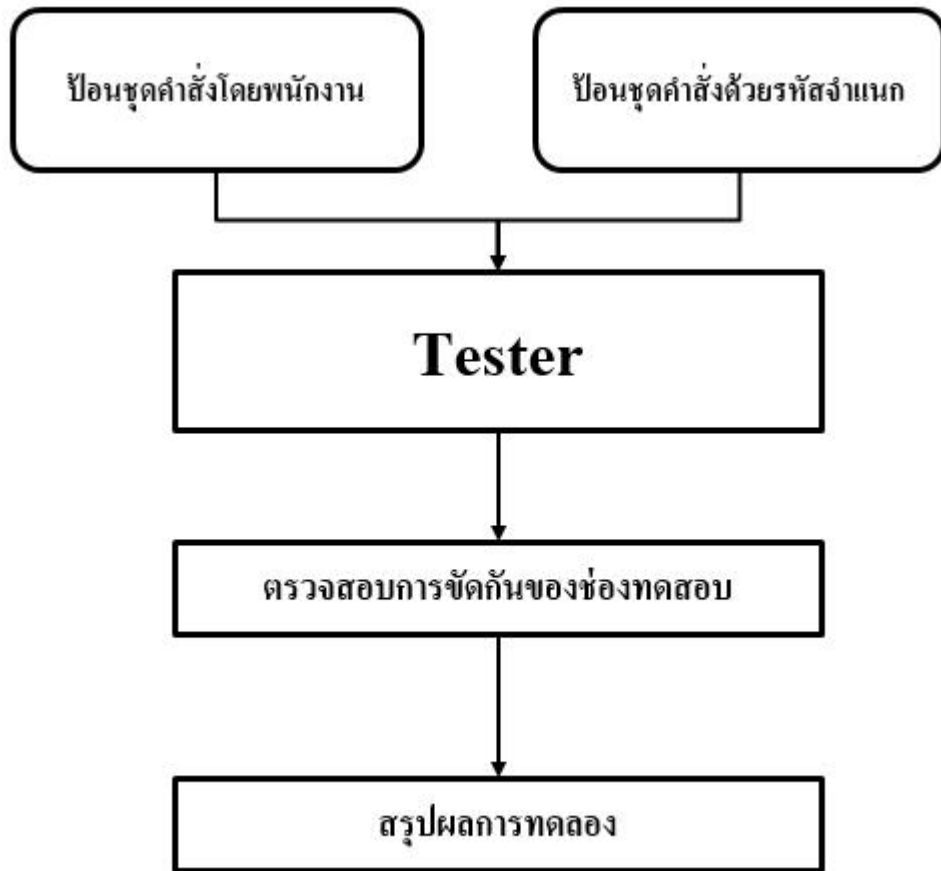 ป้อนชุดคำสั่งโดยพนักงาน
ป้อนชุดคำสั่งด้วยรหัสจำแนก
Tester
ตรวจสอบการขัดกันของช่องทดสอบ
สรุปผลการทดลอง